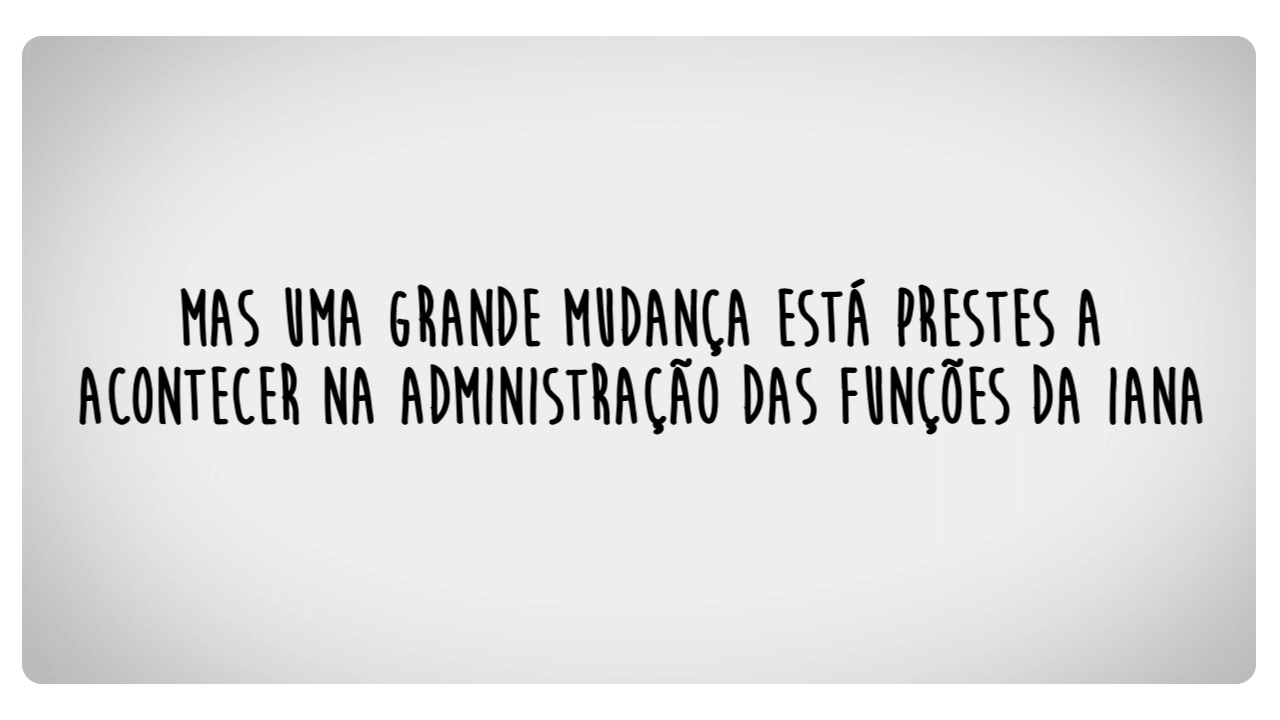 MAS UMA GRANDE MUDANÇA ESTÁ PRESTES A
ACONTECER NA ADMINISTRAÇÃO DAS FUNÇÕES DA IANA